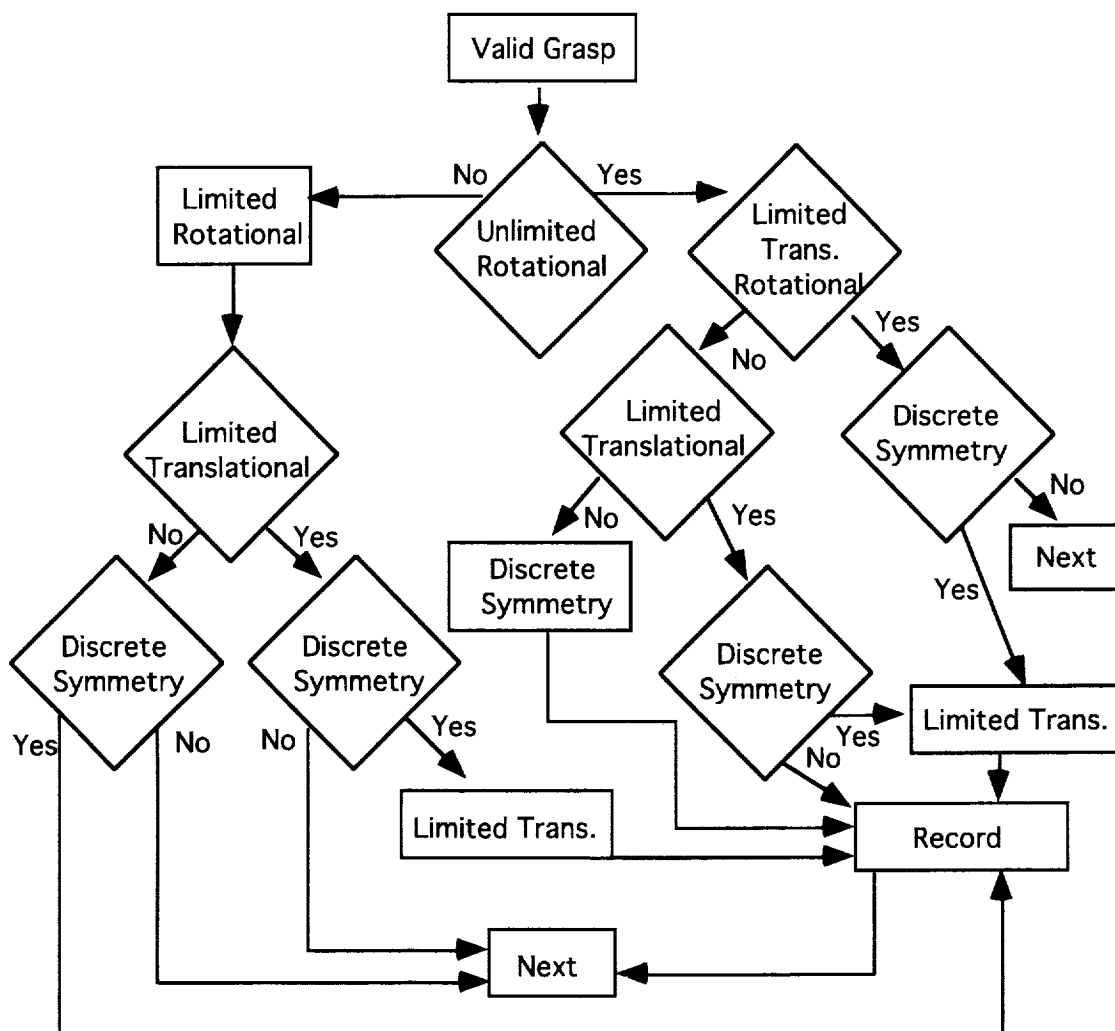 Valid Grasp
No
Yes
Limited
Rotational
Unlimited
Rotational
Limited
Trans.
Rotational
No
Yes
Limited
Translational
Limited
Translational
Discrete
Symmetry
No
Yes
No
Yes
No
Discrete
Symmetry
Next
Yes
Discrete
Symmetry
Discrete
Symmetry
Discrete
Symmetry
Yes
No
No
Yes
Yes
No
Limited Trans.
Limited Trans.
Record
Next